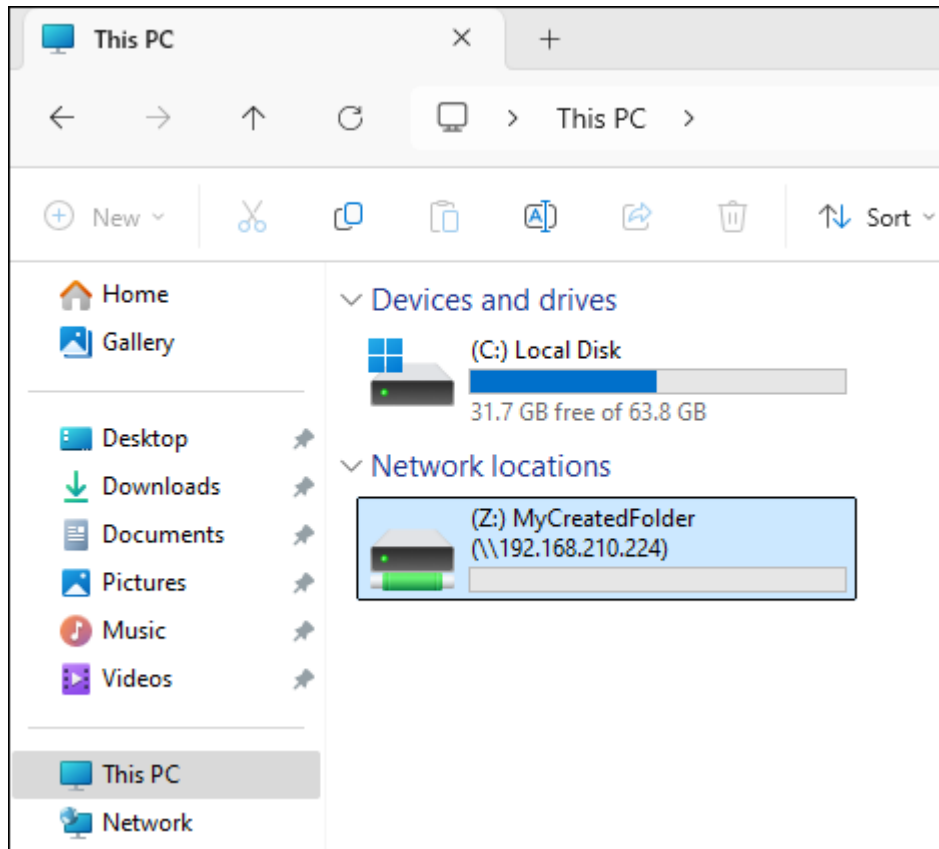 This PC
This PC
New
Sort
Home
Gallery
Desktop
Downloads
Documents
Pictures
Music
Videos
This PC
Network
Devices and drives
(C:) Local Disk
31.7 GB free of 63.8 GB
Network locations
(Z:) MyCreatedFolder
(\\192.168.210.224)